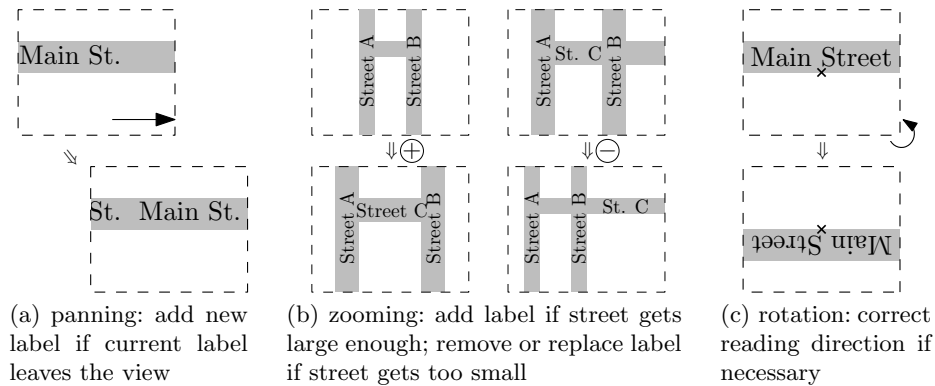 Main St.
St. Main St.
(a) panning: add new
label if current label
leaves the view
Street A
Street B
Street A
St. C
Street B
Street A
Street C
Street B
Street A
Street B
St. C
(b) zooming: add label if street gets
large enough; remove or replace label
if street gets too small
Main Street
Main Street
(c) rotation: correct
reading direction if
necessary